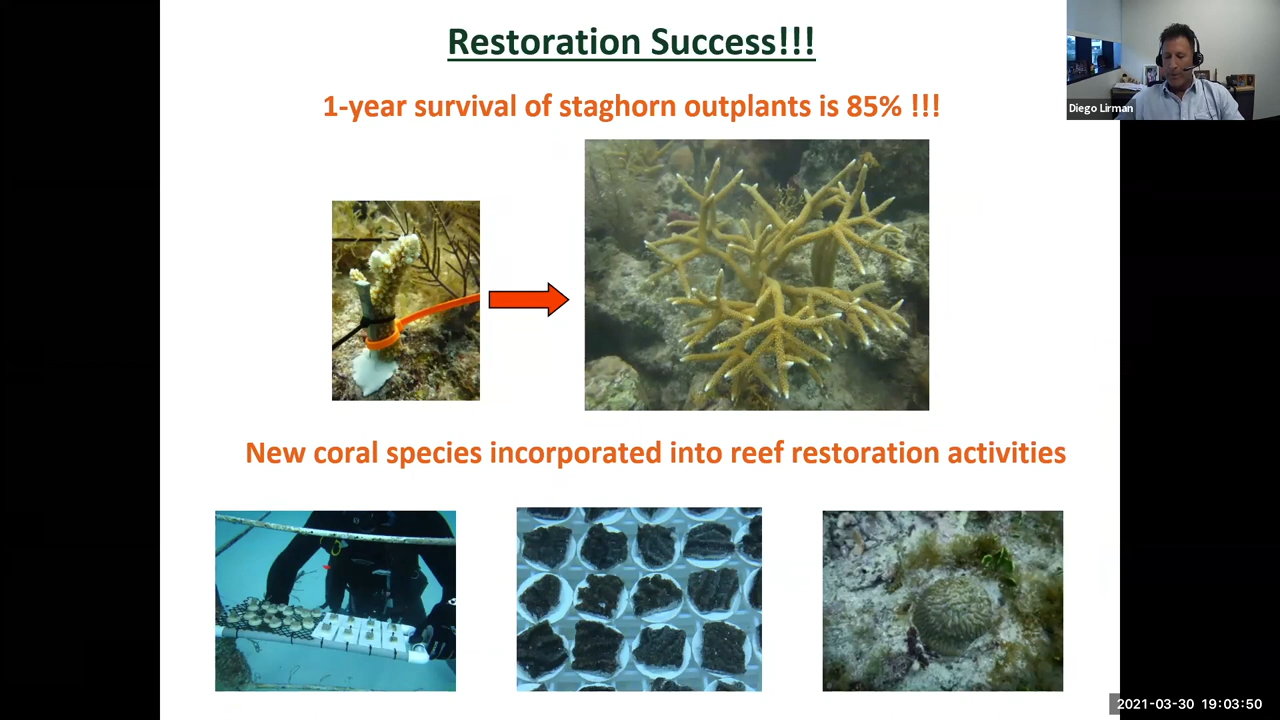 Restoration Success!!!
Diego Lirman
1-year survival of staghorn outplants is 85% !!!
New coral species incorporated into reef restoration activities
2021-03-30 19:03:50